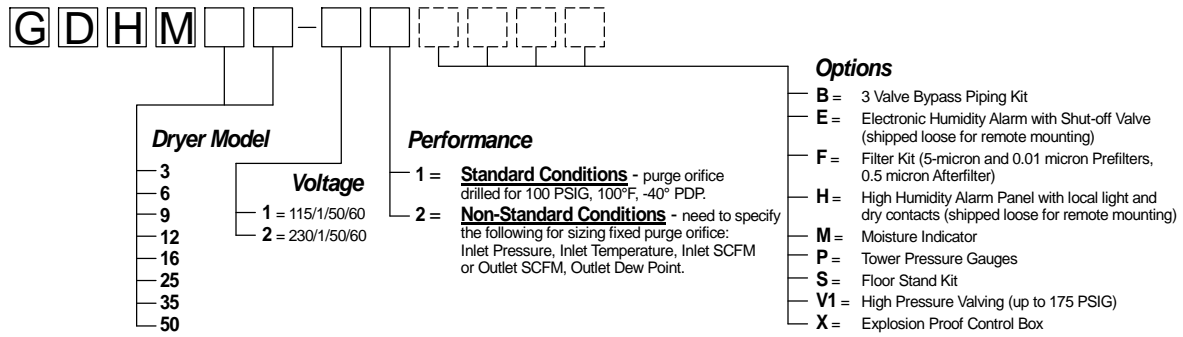 GDHM -
Dryer Model
3
6
9
12
16
25
35
50
Voltage
1 = 115/1/50/60
2 = 230/1/50/60
Performance
1 = Standard Conditions - purge orifice
drilled for 100 PSIG, 100°F, -40° PDP.
2 = Non-Standard Conditions - need to specify
the following for sizing fixed purge orifice:
Inlet Pressure, Inlet Temperature, Inlet SCFM
or Outlet SCFM, Outlet Dew Point.
Options
B = 3 Valve Bypass Piping Kit
E = Electronic Humidity Alarm with Shut-off Valve
(shipped loose for remote mounting)
F = Filter Kit (5-micron and 0.01 micron Prefilters,
0.5 micron Afterfilter)
H = High Humidity Alarm Panel with local light and
dry contacts (shipped loose for remote mounting)
M = Moisture Indicator
P = Tower Pressure Gauges
S = Floor Stand Kit
V1 = High Pressure Valving (up to 175 PSIG)
X = Explosion Proof Control Box